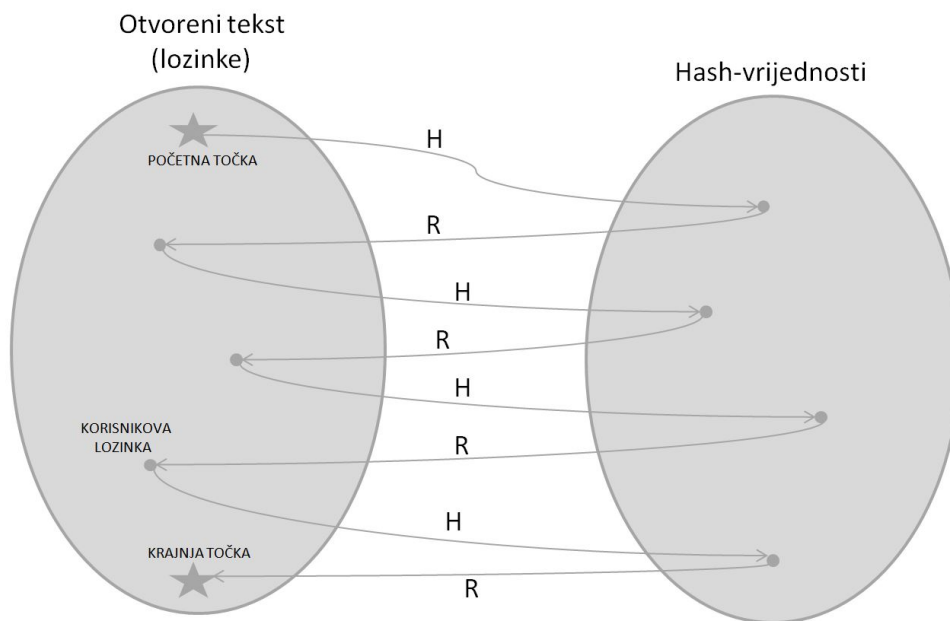 Otvoreni tekst
(lozinke)
Hash-vrijednosti
H
POČETNA TOČKA
R
H
R
H
KORISNIKOVA
LOZINKA
R
H
KRAJNJA TOČKA
R